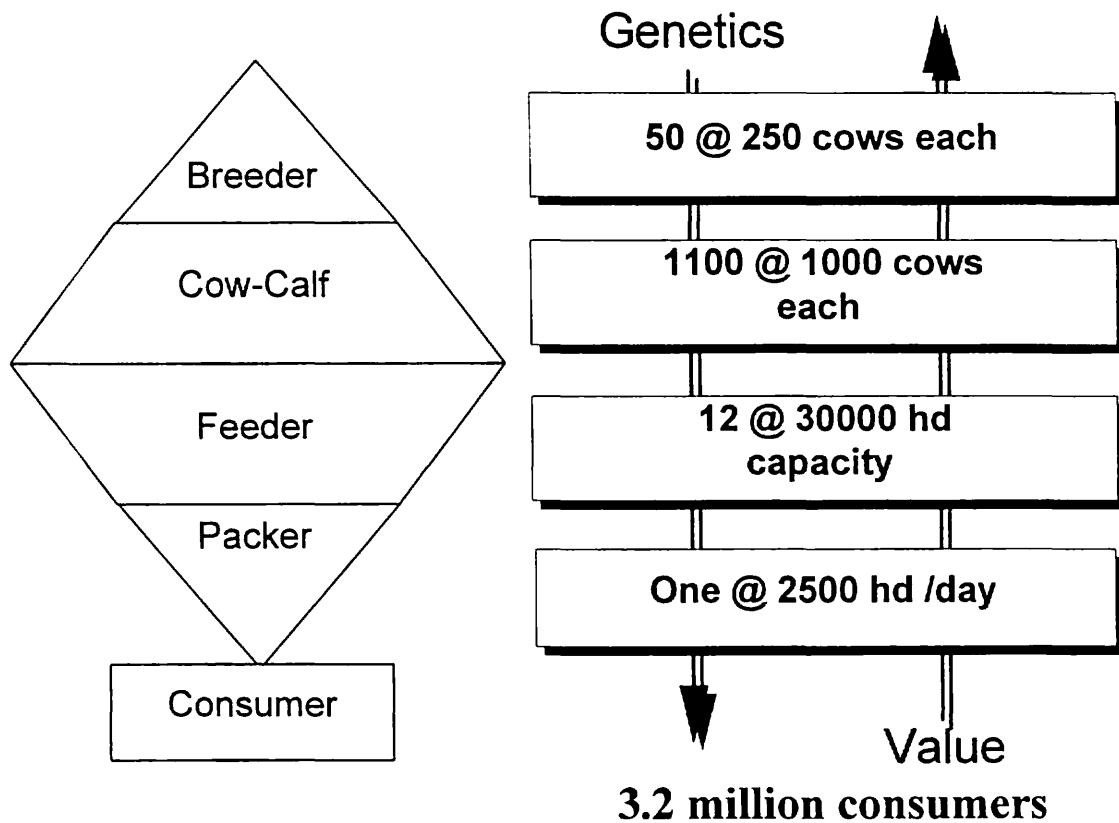 Breeder
Cow-Calf
Feeder
Packer
Consumer
Genetics
50 @ 250 cows each
1100 @ 1000 cows
each
12 @ 30000 hd
capacity
One @ 2500 hd /day
Value
3.2 million consumers